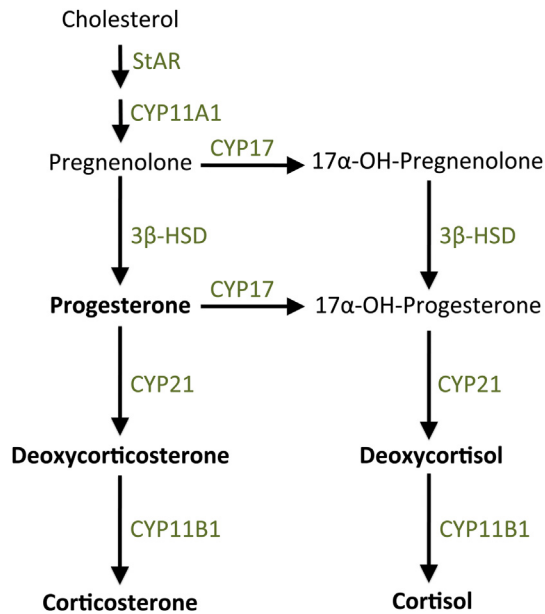 Cholesterol
StAR
CYP11A1
Pregnenolone
CYP17
17α-OH-Pregnenolone
3β-HSD
3β-HSD
Progesterone
CYP17
17α-OH-Progesterone
CYP21
CYP21
Deoxycorticosterone
Deoxycortisol
CYP11B1
CYP11B1
Corticosterone
Cortisol